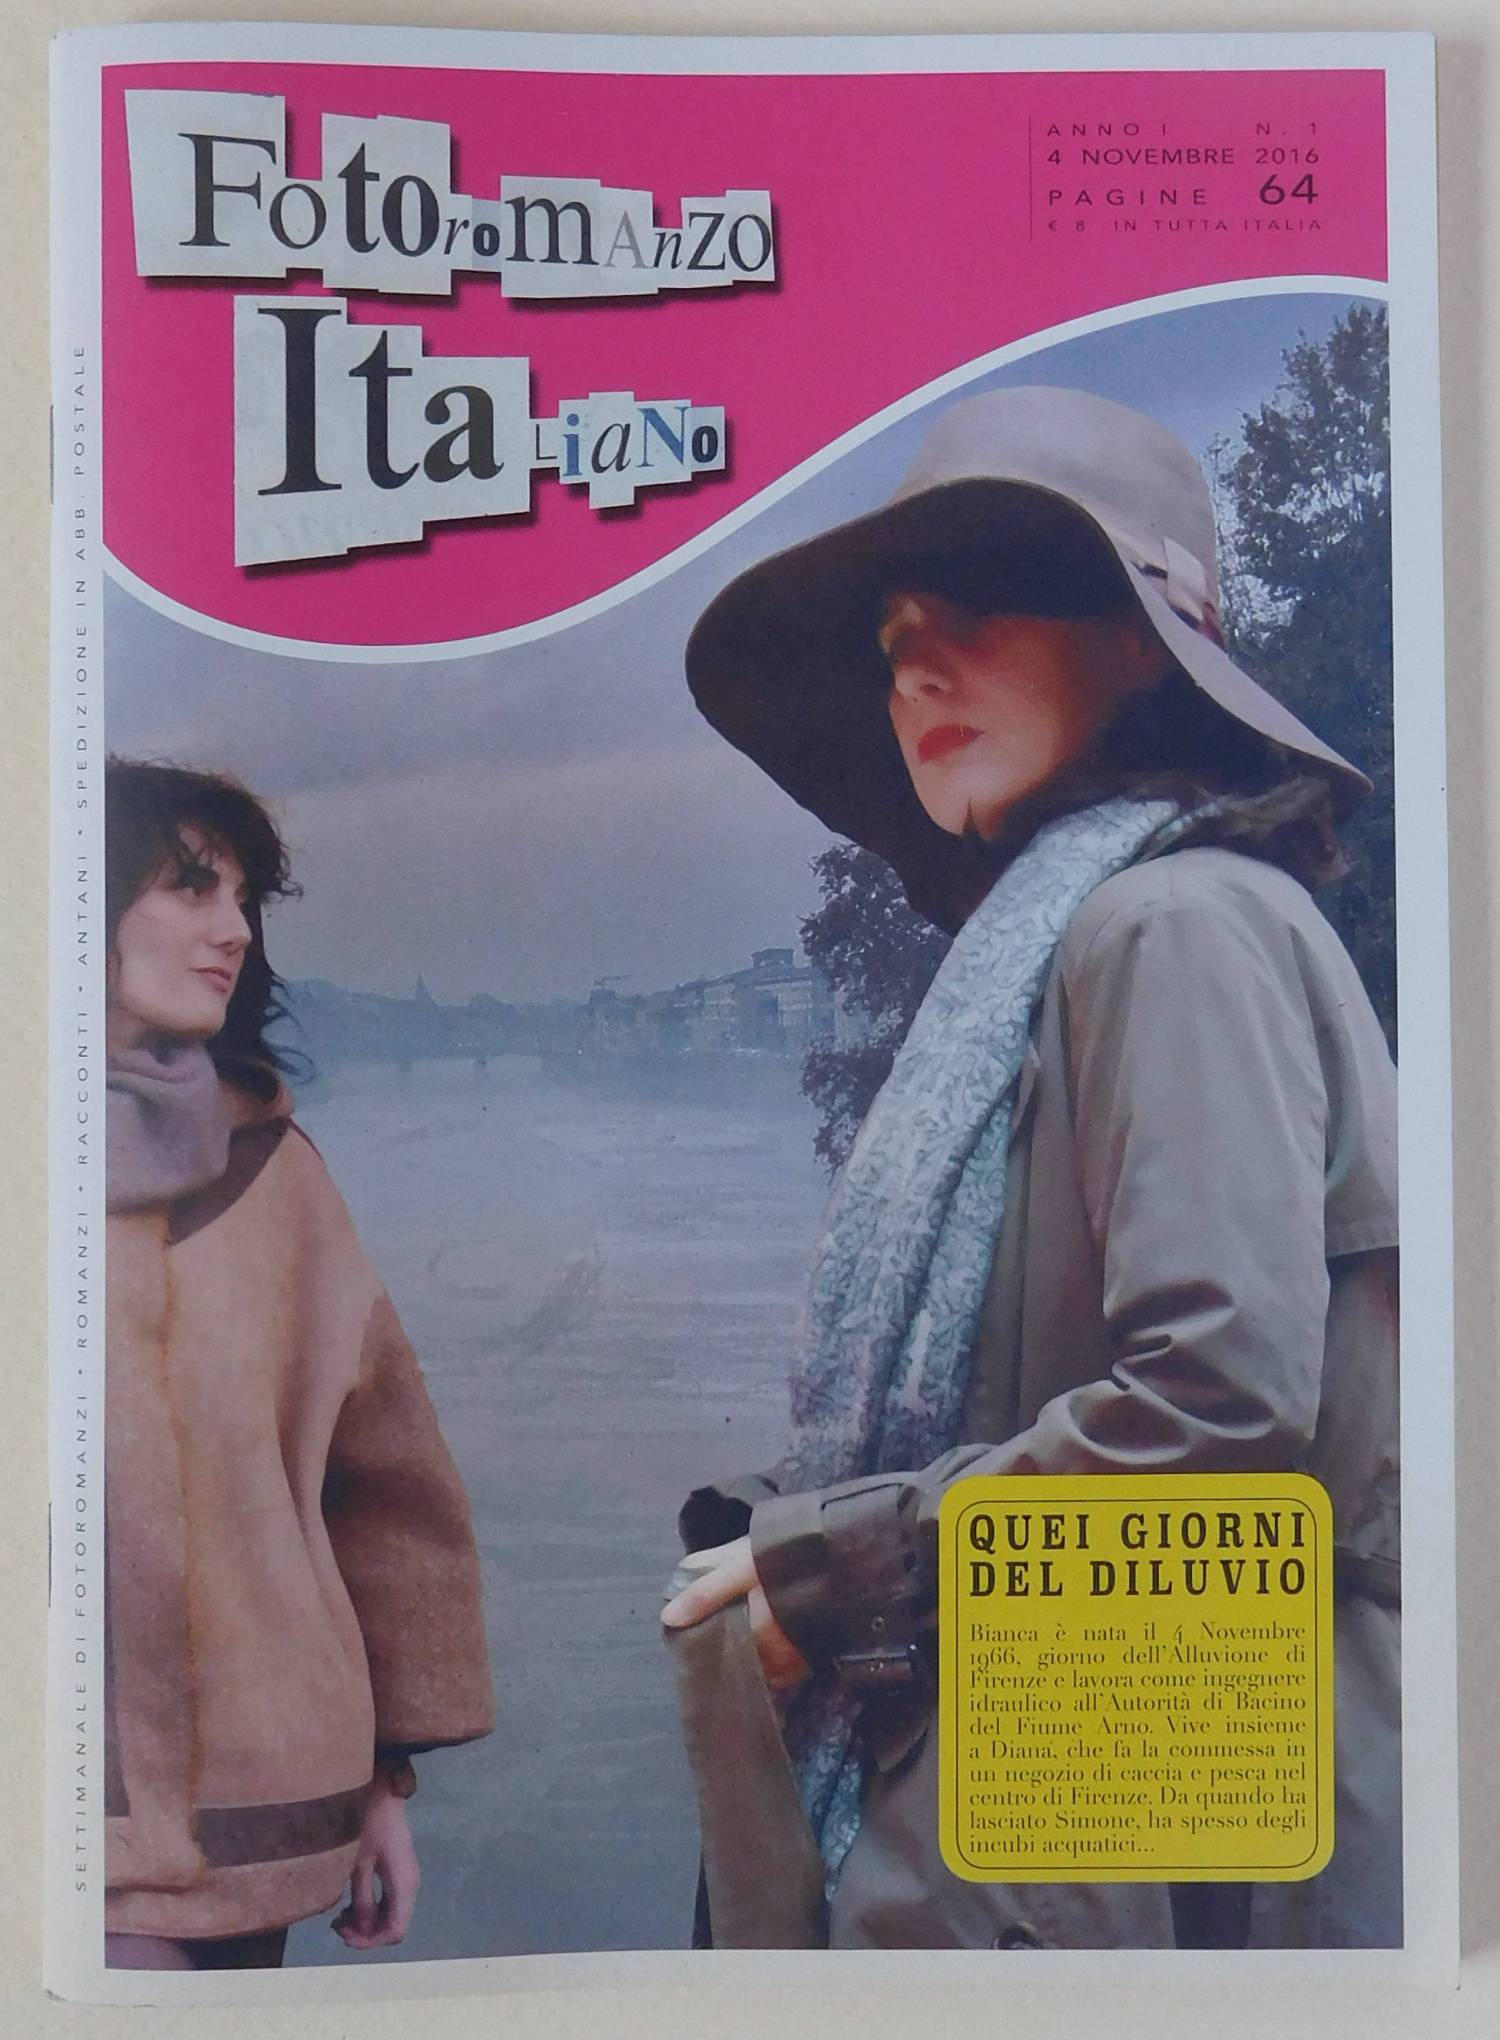 FotoromAnzo
ItaLiaNo
ANNO I N. 1
4 NOVEMBRE 2016
PAGINE 64
€ 8 IN TUTTA ITALIA
SETTIMANALE DI FOTOROMANZI • ROMANZI • RACCONTI • ANTANI • SPEDIZIONE IN ABB. POSTALE
QUEI GIORNI
DEL DILUVIO
Bianca è nata il 4 Novembre
1966, giorno dell'Alluvione di
Firenze e lavora come ingegnere
idraulico all'Autorità di Bacino
del Fiume Arno. Vive insieme
a Diana, che fa la commessa in
un negozio di caccia e pesca nel
centro di Firenze. Da quando ha
lasciato Simone, ha spesso degli
incubi acquatici...